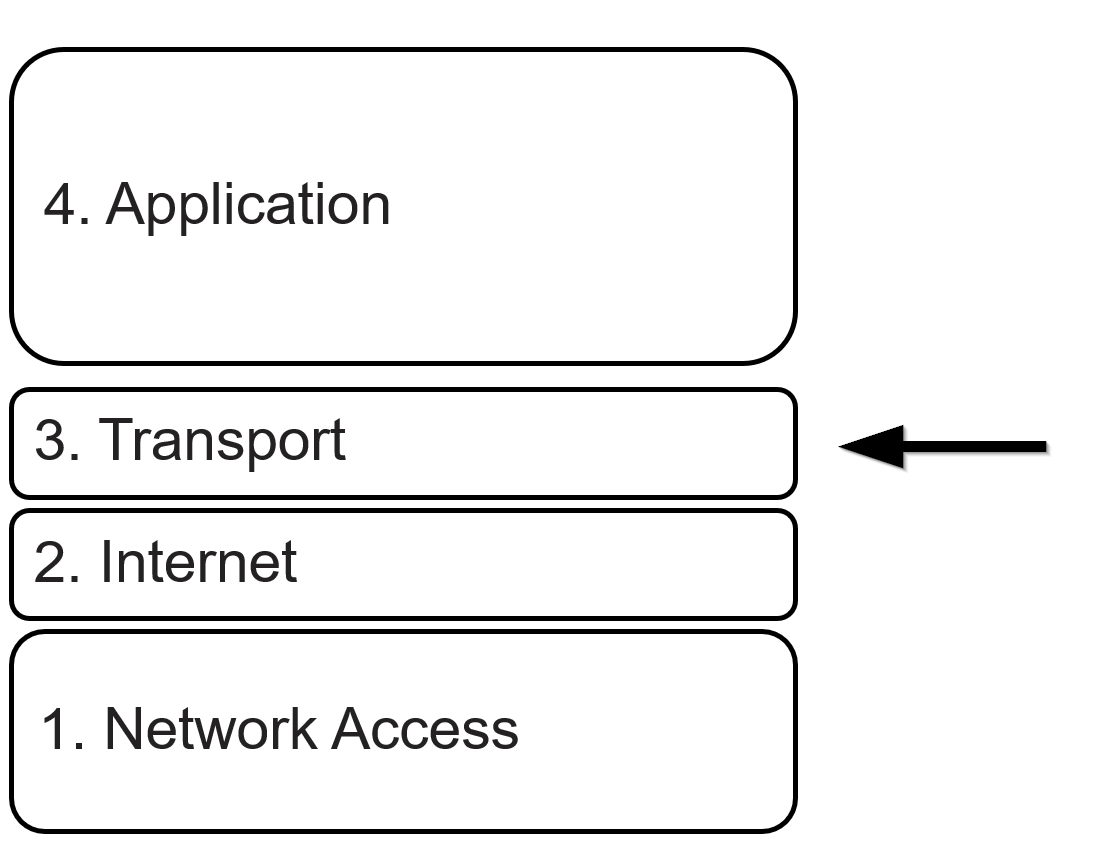 4. Application
3. Transport
2. Internet
1. Network Access